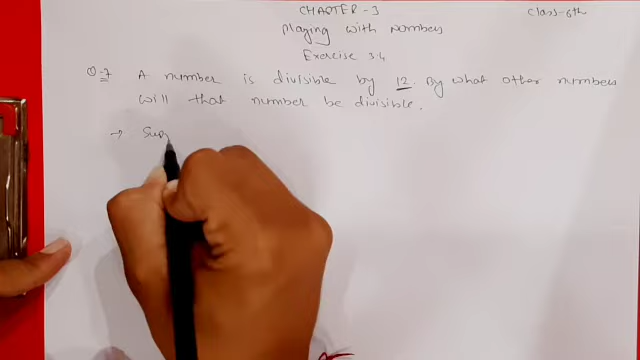 CHAPTER - 3 Class-6th
Playing with Numbers
Exercise 3.4
Q-7 A number is divisible by 12. By what other numbers
will that number be divisible.
→ Sup